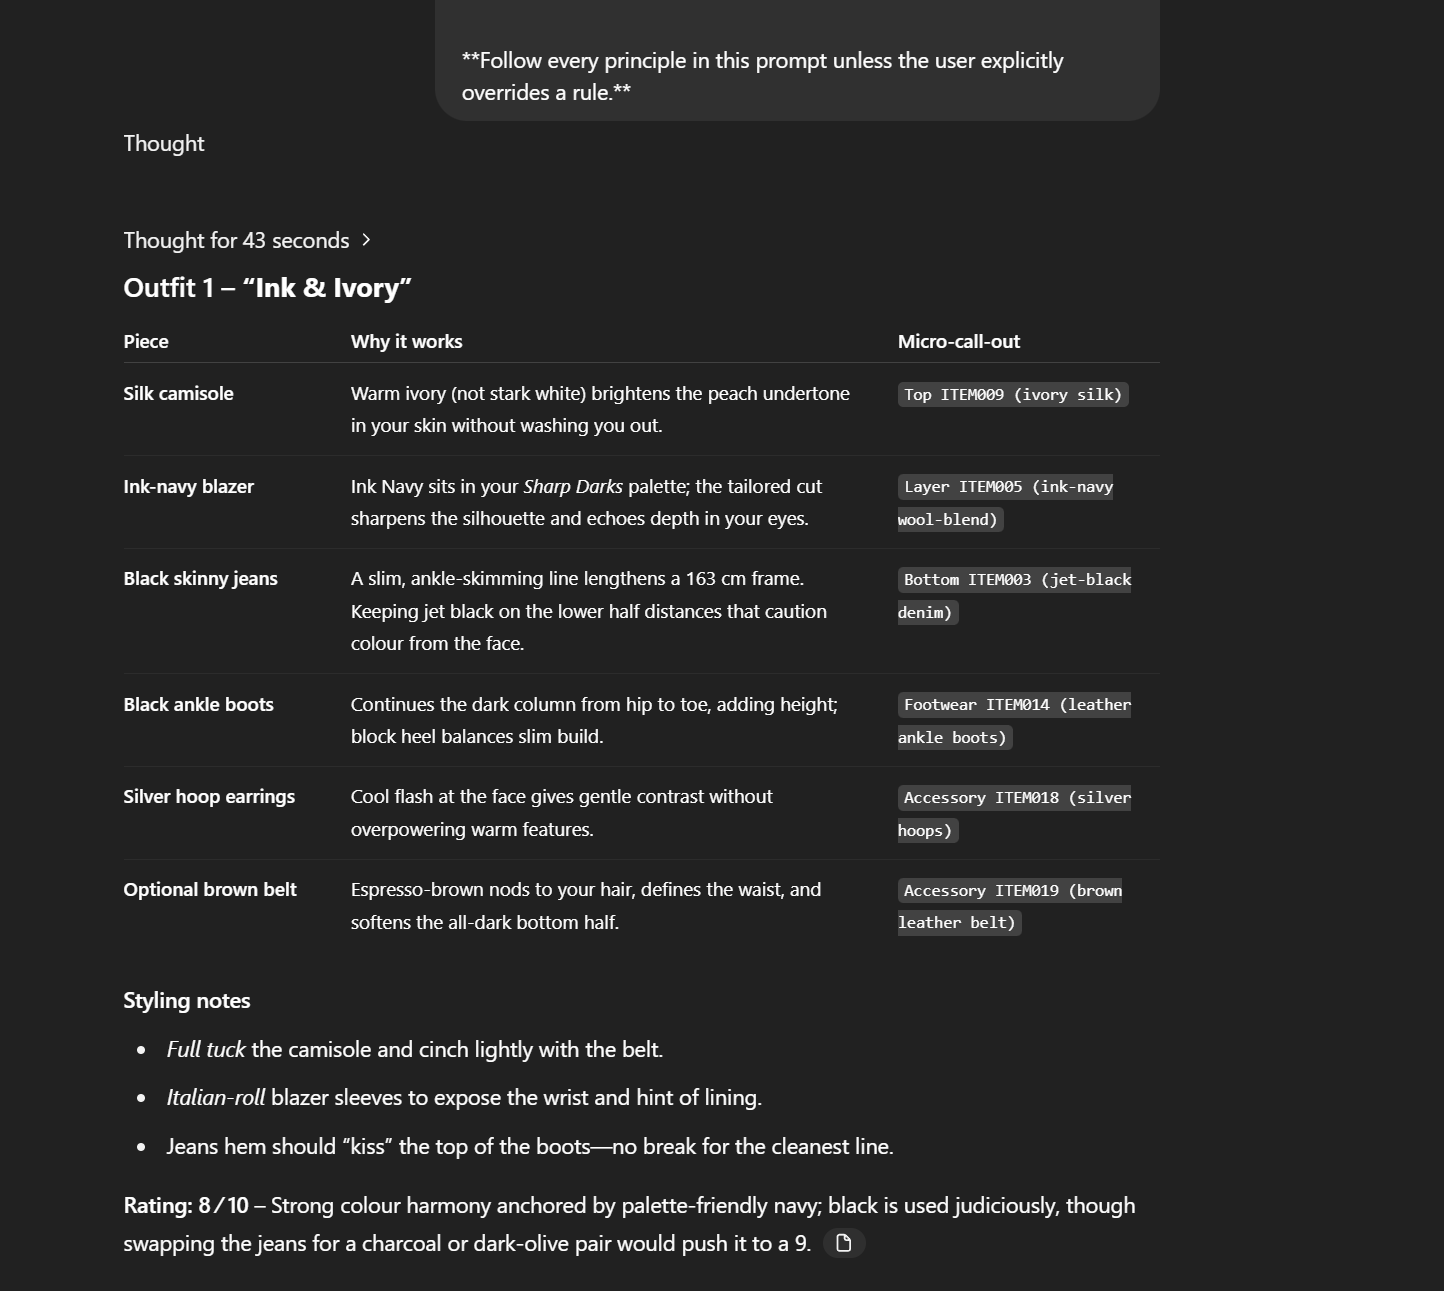 **Follow every principle in this prompt unless the user explicitly
overrides a rule.**
Thought
Thought for 43 seconds
Outfit 1 – “Ink & Ivory”
Piece Why it works Micro-call-out
Silk camisole Warm ivory (not stark white) brightens the peach undertone Top ITEM009 (ivory silk)
in your skin without washing you out.
Ink-navy blazer Ink Navy sits in your Sharp Darks palette; the tailored cut Layer ITEM005 (ink-navy
sharpens the silhouette and echoes depth in your eyes. wool-blend)
Black skinny jeans A slim, ankle-skimming line lengthens a 163 cm frame. Bottom ITEM003 (jet-black
Keeping jet black on the lower half distances that caution denim)
colour from the face.
Black ankle boots Continues the dark column from hip to toe, adding height; Footwear ITEM014 (leather
block heel balances slim build. ankle boots)
Silver hoop earrings Cool flash at the face gives gentle contrast without Accessory ITEM018 (silver
overpowering warm features. hoops)
Optional brown belt Espresso-brown nods to your hair, defines the waist, and Accessory ITEM019 (brown
softens the all-dark bottom half. leather belt)
Styling notes
• Full tuck the camisole and cinch lightly with the belt.
• Italian-roll blazer sleeves to expose the wrist and hint of lining.
• Jeans hem should “kiss” the top of the boots—no break for the cleanest line.
Rating: 8 / 10 – Strong colour harmony anchored by palette-friendly navy; black is used judiciously, though
swapping the jeans for a charcoal or dark-olive pair would push it to a 9.